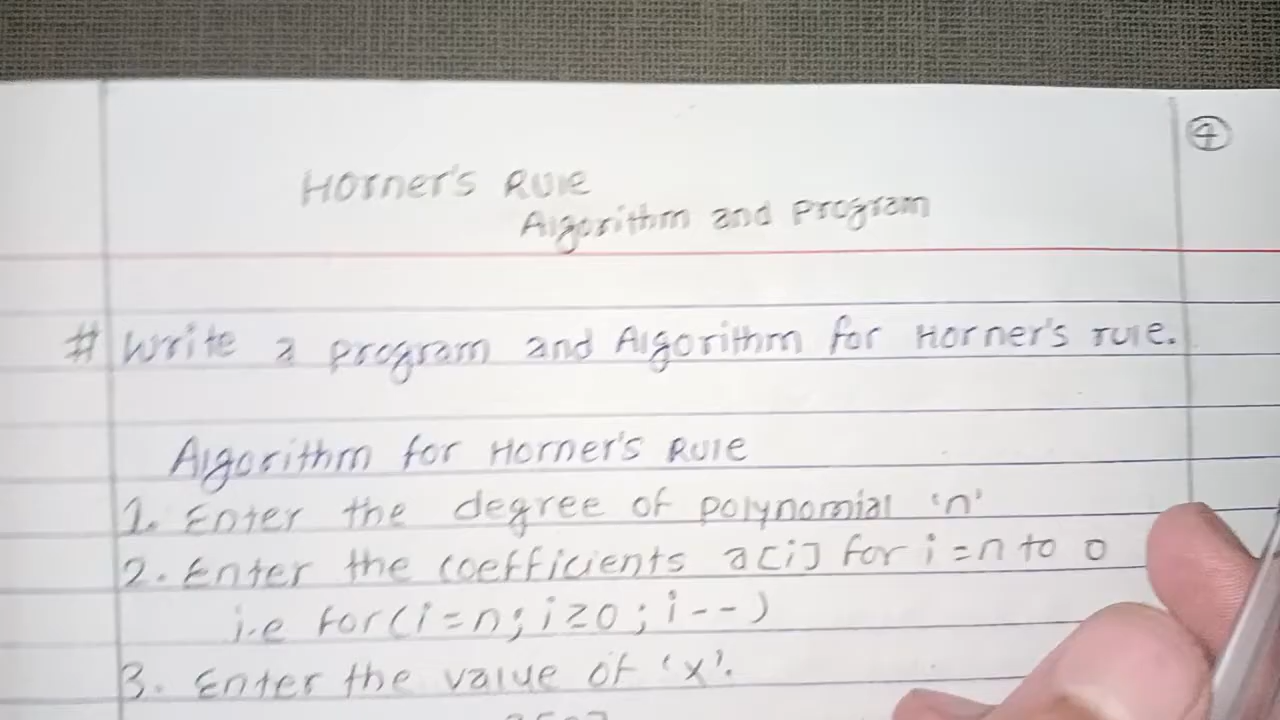 ④
Horner's Rule
Algorithm and Program
# Write a program and Algorithm for Horner's rule.
Algorithm for Horner's Rule
1. Enter the degree of polynomial 'n'
2. Enter the coefficients a[i] for i = n to 0
i.e for(i=n; i≥0; i--)
3. Enter the value of 'x'.